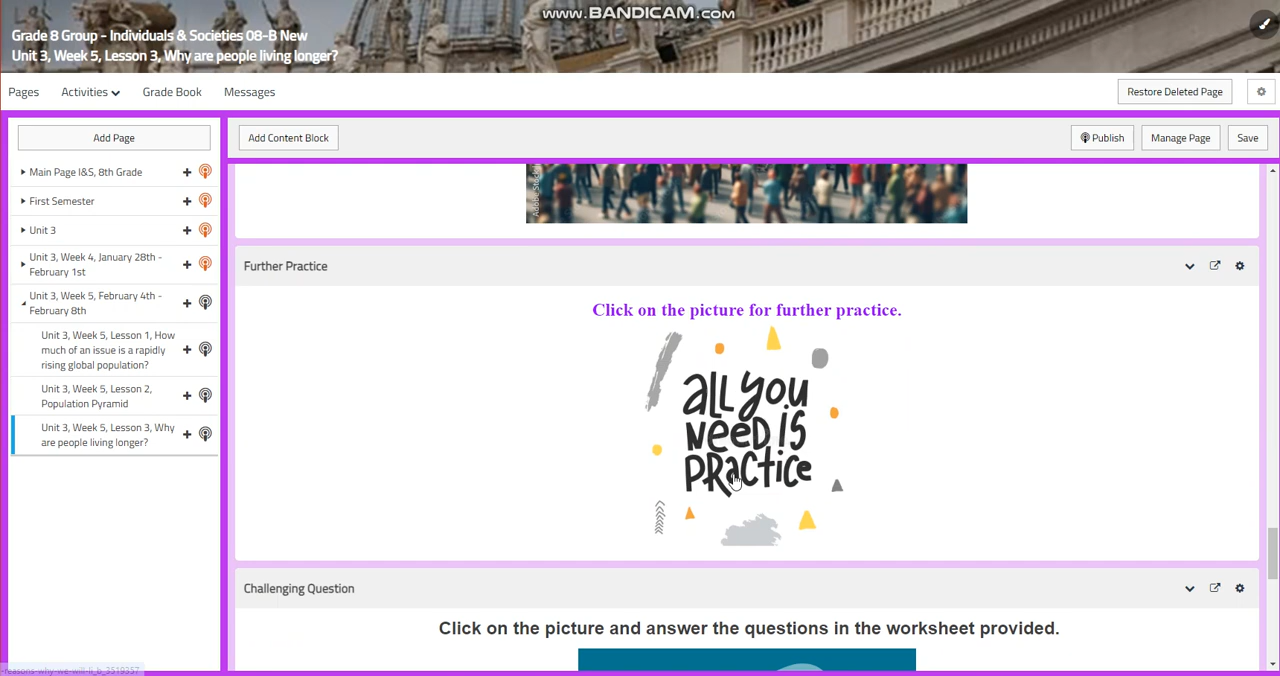 www.BANDICAM.com
Grade 8 Group - Individuals & Societies 08-B New
Unit 3, Week 5, Lesson 3, Why are people living longer?
Pages
Activities
Grade Book
Messages
Restore Deleted Page
Add Page
Add Content Block
Publish
Manage Page
Save
Main Page I&S, 8th Grade
First Semester
Unit 3
Unit 3, Week 4, January 28th -
February 1st
Unit 3, Week 5, February 4th -
February 8th
Unit 3, Week 5, Lesson 1, How
much of an issue is a rapidly
rising global population?
Unit 3, Week 5, Lesson 2,
Population Pyramid
Unit 3, Week 5, Lesson 3, Why
are people living longer?
Further Practice
Click on the picture for further practice.
all you
need is
practice
Challenging Question
Click on the picture and answer the questions in the worksheet provided.
-reasons-why-we-will-li_b_3519357